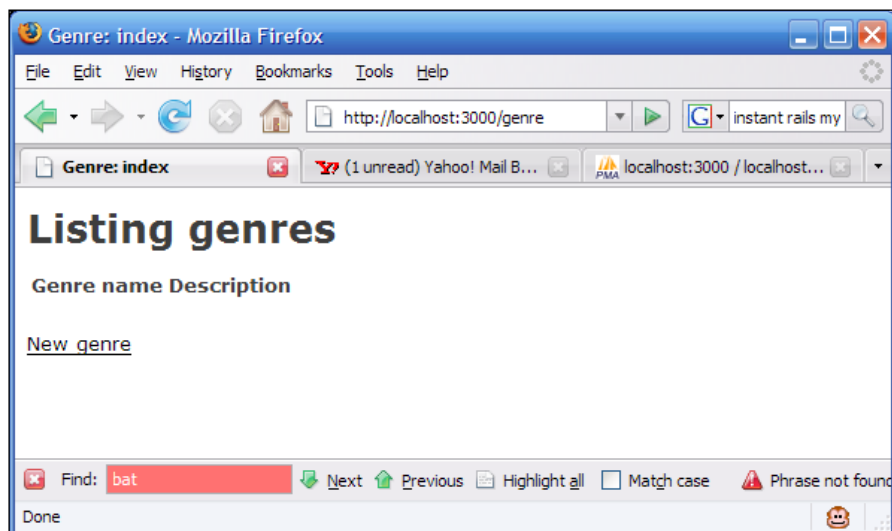 Genre: index - Mozilla Firefox
File Edit View History Bookmarks Tools Help
http://localhost:3000/genre
G instant rails my
Genre: index
Y! (1 unread) Yahoo! Mail B...
PMA localhost:3000 / localhost...
Listing genres
Genre name Description
New genre
Find: bat Next Previous Highlight all Match case Phrase not found
Done